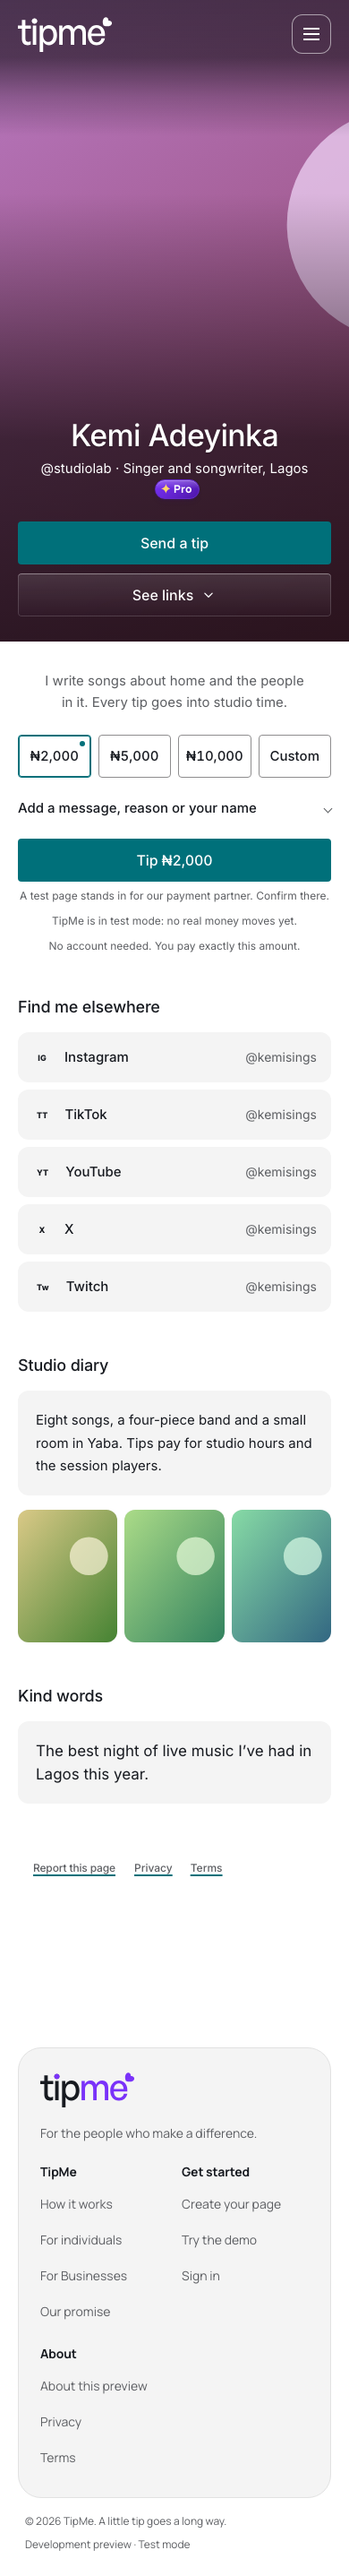 tipme
Kemi Adeyinka
@studiolab · Singer and songwriter, Lagos
✦ Pro
Send a tip
See links
I write songs about home and the people
in it. Every tip goes into studio time.
₦2,000 ₦5,000 ₦10,000 Custom
Add a message, reason or your name
Tip ₦2,000
A test page stands in for our payment partner. Confirm there.
TipMe is in test mode: no real money moves yet.
No account needed. You pay exactly this amount.
Find me elsewhere
IG Instagram @kemisings
TT TikTok @kemisings
YT YouTube @kemisings
X X @kemisings
Tw Twitch @kemisings
Studio diary
Eight songs, a four-piece band and a small
room in Yaba. Tips pay for studio hours and
the session players.
Kind words
The best night of live music I’ve had in
Lagos this year.
Report this page Privacy Terms
tipme
For the people who make a difference.
TipMe Get started
How it works Create your page
For individuals Try the demo
For Businesses Sign in
Our promise
About
About this preview
Privacy
Terms
© 2026 TipMe. A little tip goes a long way.
Development preview · Test mode